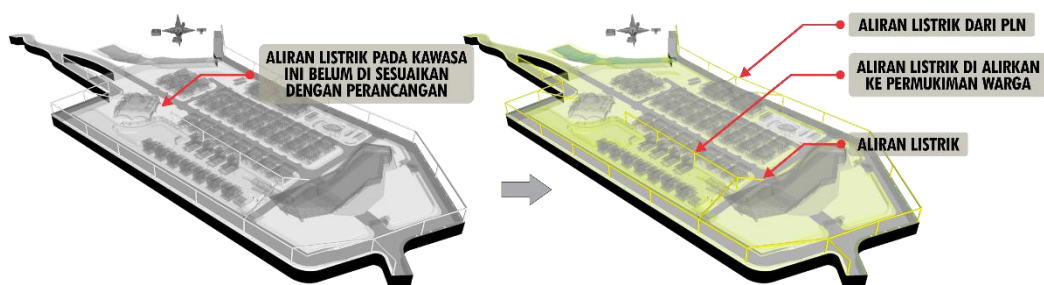 ALIRAN LISTRIK PADA KAWASA
INI BELUM DI SESUAIKAN
DENGAN PERANCANGAN
ALIRAN LISTRIK DARI PLN
ALIRAN LISTRIK DI ALIRKAN
KE PERMUKIMAN WARGA
ALIRAN LISTRIK